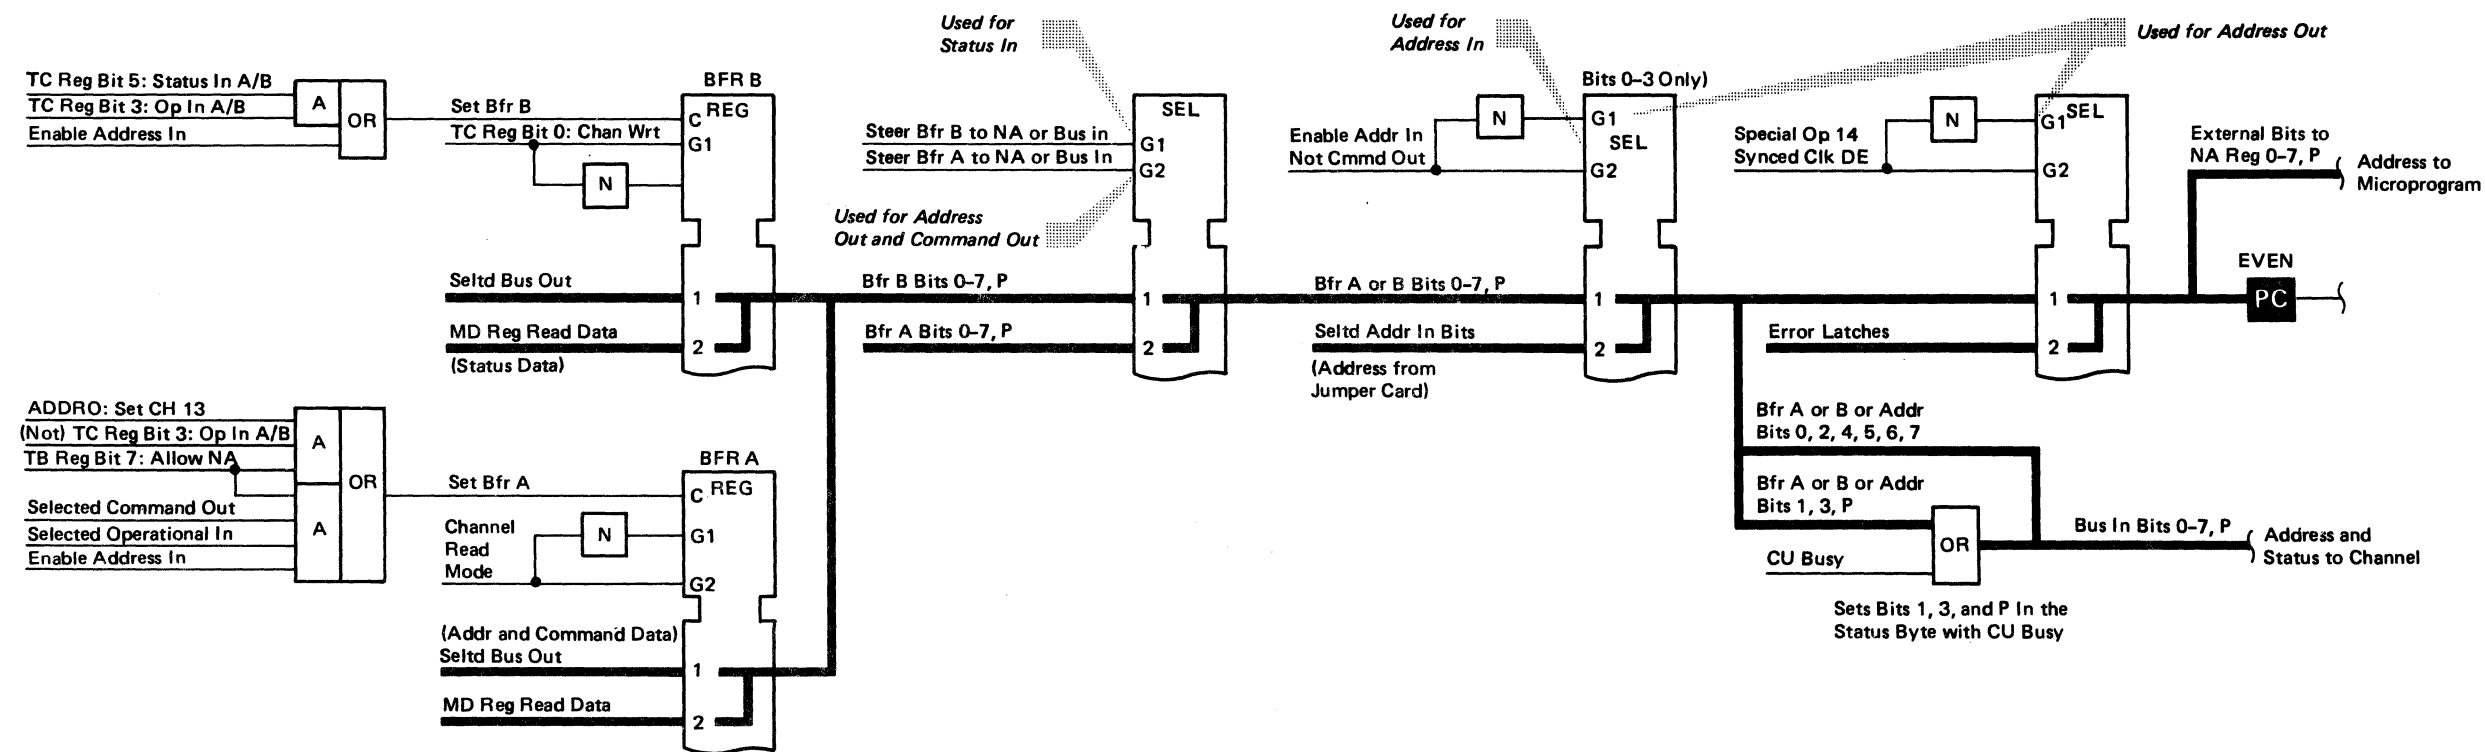 Used for
Status In
Used for
Address In
Used for Address Out
TC Reg Bit 5: Status In A/B
TC Reg Bit 3: Op In A/B
Enable Address In
A
OR
Set Bfr B
TC Reg Bit 0: Chan Wrt
N
BFR B
REG
C
G1
Seltd Bus Out
1
MD Reg Read Data
2
(Status Data)
Steer Bfr B to NA or Bus in
Steer Bfr A to NA or Bus In
Used for Address
Out and Command Out
SEL
G1
G2
Bfr B Bits 0-7, P
1
Bfr A Bits 0-7, P
2
Enable Addr In
Not Cmmd Out
N
Bits 0-3 Only)
G1
SEL
G2
Bfr A or B Bits 0-7, P
1
Seltd Addr In Bits
2
(Address from
Jumper Card)
Special Op 14
Synced Clk DE
N
G1
SEL
G2
1
Error Latches
2
External Bits to
NA Reg 0-7, P
Address to
Microprogram
EVEN
PC
ADDRO: Set CH 13
(Not) TC Reg Bit 3: Op In A/B
TB Reg Bit 7: Allow NA
Selected Command Out
Selected Operational In
Enable Address In
A
A
OR
Set Bfr A
Channel
Read
Mode
N
BFR A
REG
C
G1
G2
(Addr and Command Data)
Seltd Bus Out
1
MD Reg Read Data
2
Bfr A or B or Addr
Bits 0, 2, 4, 5, 6, 7
Bfr A or B or Addr
Bits 1, 3, P
CU Busy
OR
Bus In Bits 0-7, P
Address and
Status to Channel
Sets Bits 1, 3, and P In the
Status Byte with CU Busy